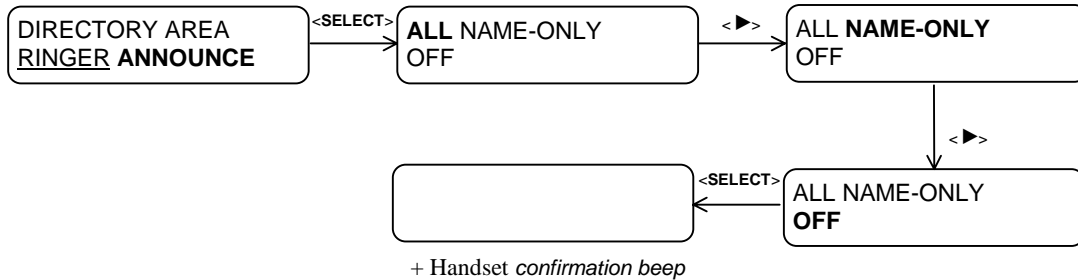 DIRECTORY AREA
RINGER ANNOUNCE
<SELECT>
ALL NAME-ONLY
OFF
< ▶ >
ALL NAME-ONLY
OFF
< ▶ >
ALL NAME-ONLY
OFF
<SELECT>
+ Handset confirmation beep